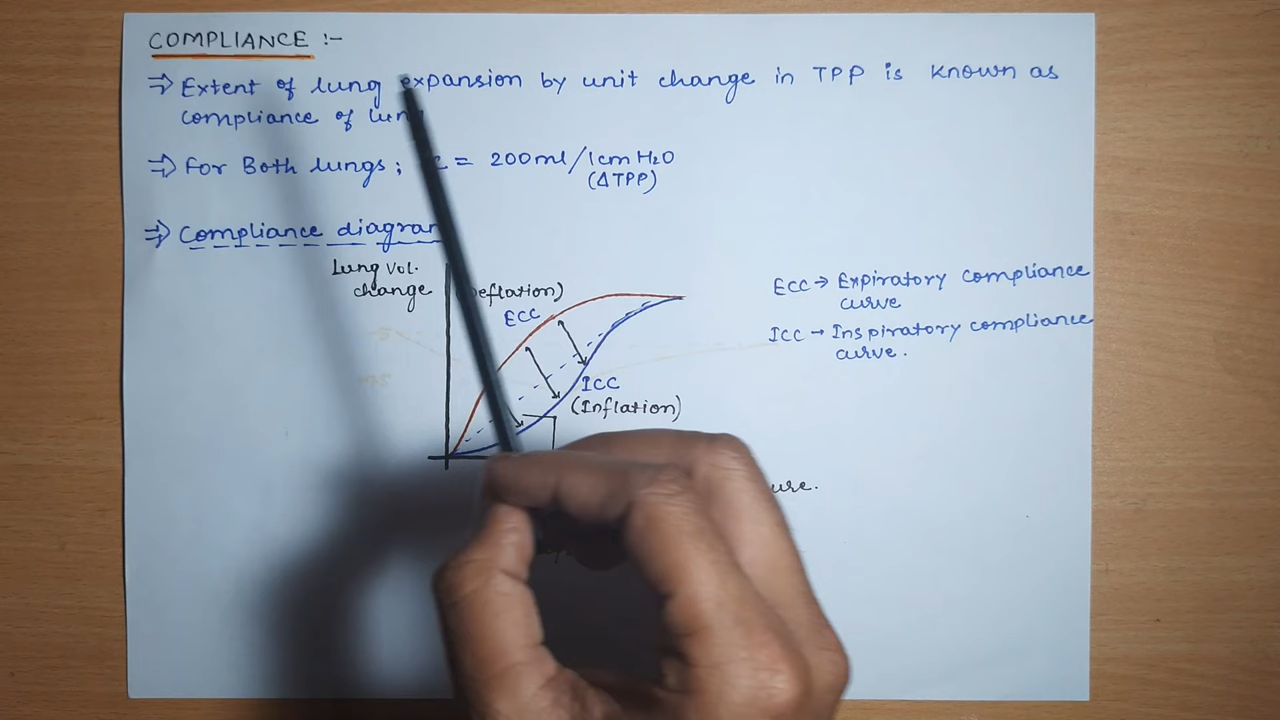 COMPLIANCE :-
⇒ Extent of lung expansion by unit change in TPP is known as
compliance of
⇒ For Both lungs; = 200ml/1cm H2O
(ΔTPP)
⇒ Compliance
Lung Vol.
change
(Deflation)
ECC
ICC
(Inflation)
ECC → Expiratory compliance
curve
ICC → Inspiratory compliance
curve.